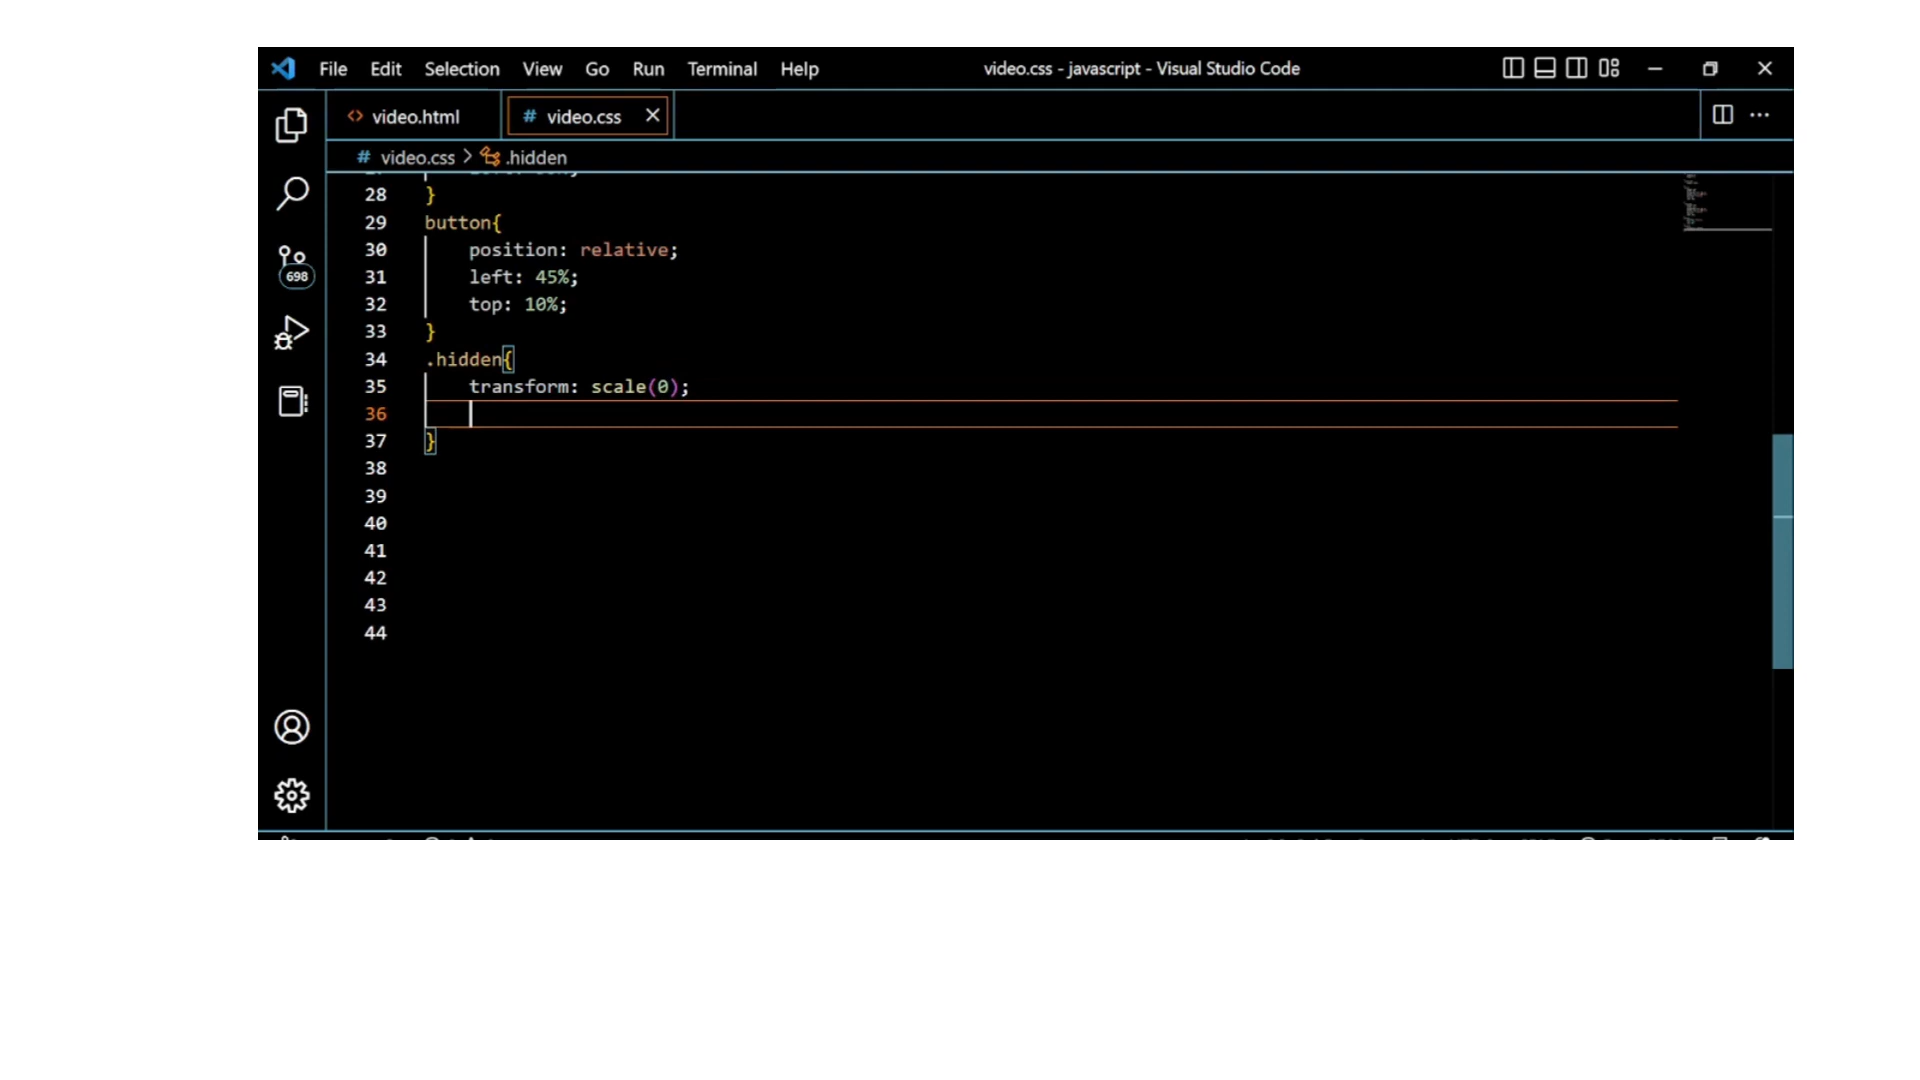 File Edit Selection View Go Run Terminal Help video.css - javascript - Visual Studio Code
video.html # video.css
# video.css > .hidden
28 }
29 button{
30 position: relative;
31 left: 45%;
32 top: 10%;
33 }
34 .hidden{
35 transform: scale(0);
36
37 }
38
39
40
41
42
43
44
698